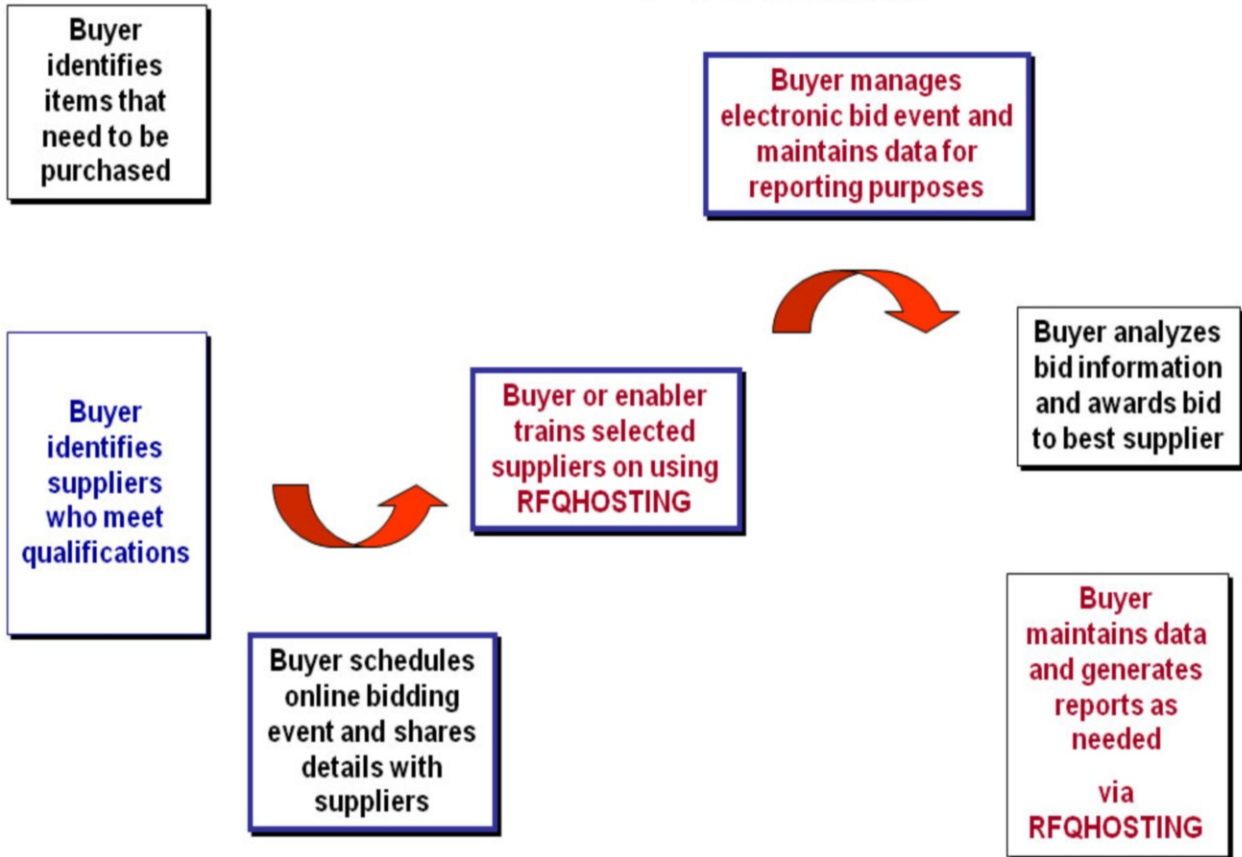 Buyer
identifies
items that
need to be
purchased
Buyer
identifies
suppliers
who meet
qualifications
Buyer schedules
online bidding
event and shares
details with
suppliers
Buyer or enabler
trains selected
suppliers on using
RFQHOSTING
Buyer manages
electronic bid event and
maintains data for
reporting purposes
Buyer analyzes
bid information
and awards bid
to best supplier
Buyer
maintains data
and generates
reports as
needed
via
RFQHOSTING